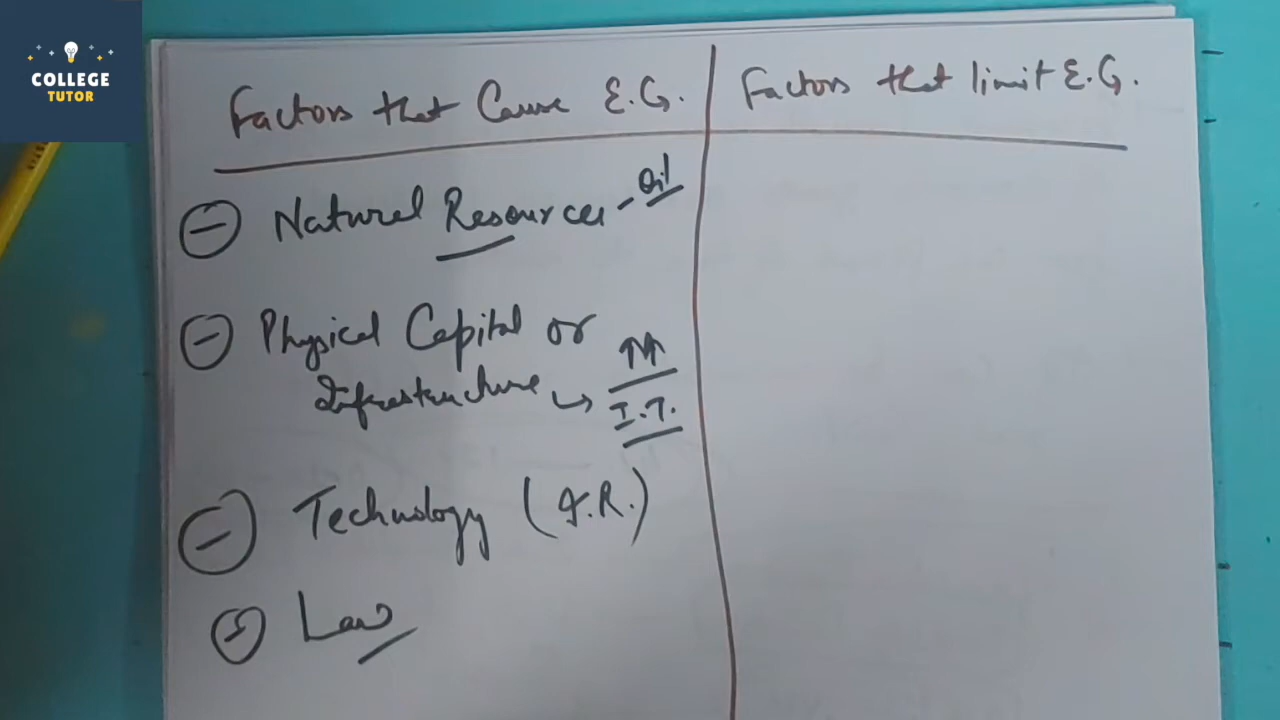 COLLEGE
TUTOR
Factors that Cause E.G.
Factors that limit E.G.
Natural Resources - Oil
Physical Capital or
Infrastructure ↳ I.T.
Technology (I.R.)
Law